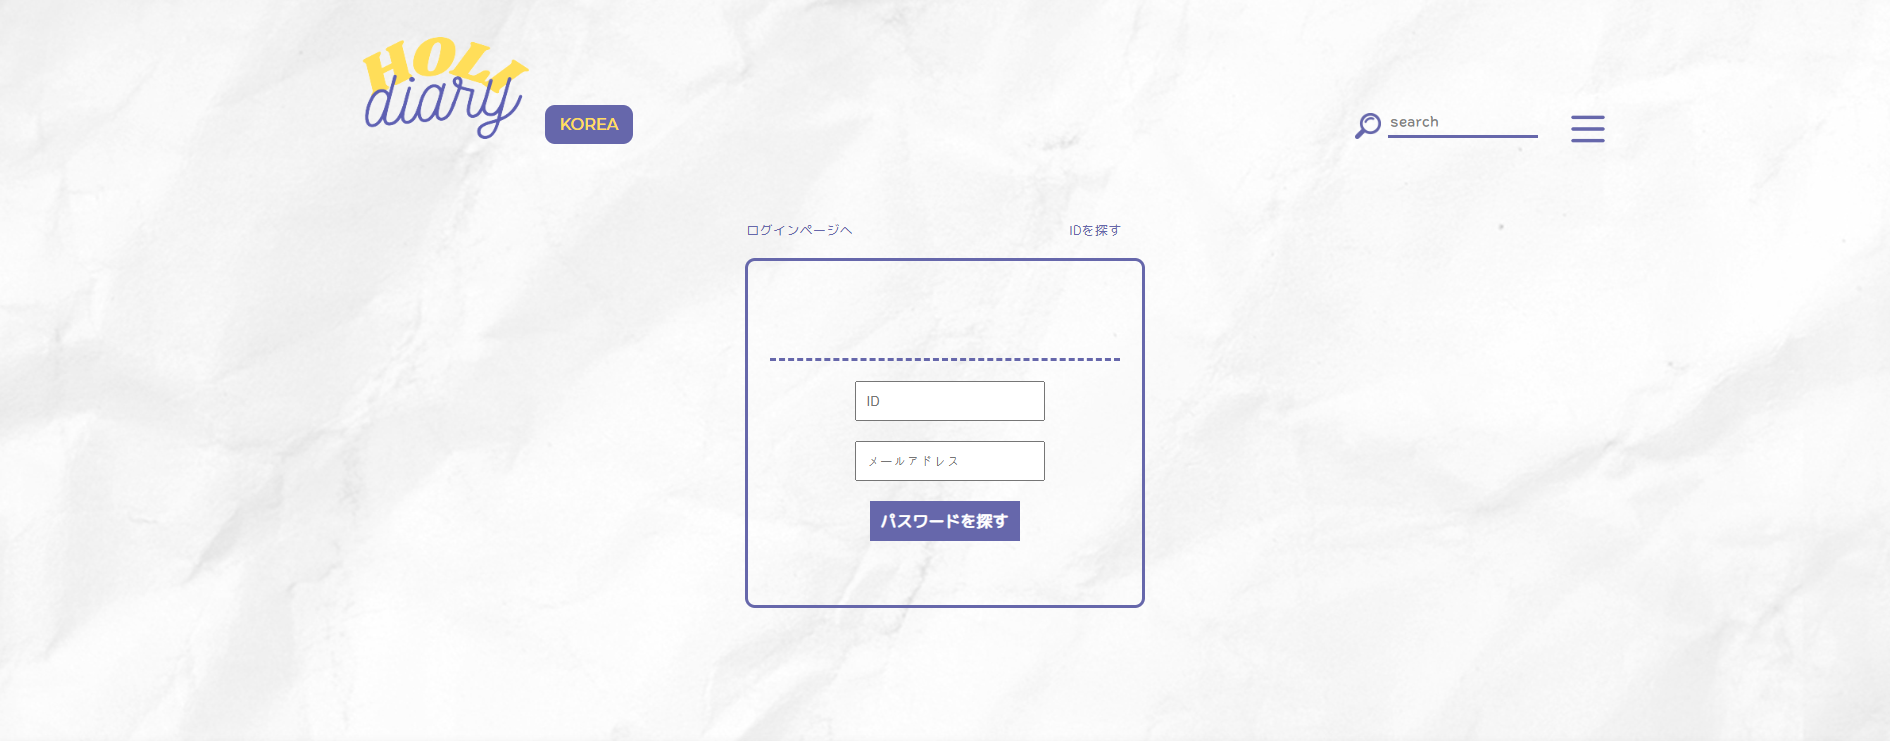 HOLI
diary
KOREA
search
ログインページへ
IDを探す
ID
メールアドレス
パスワードを探す